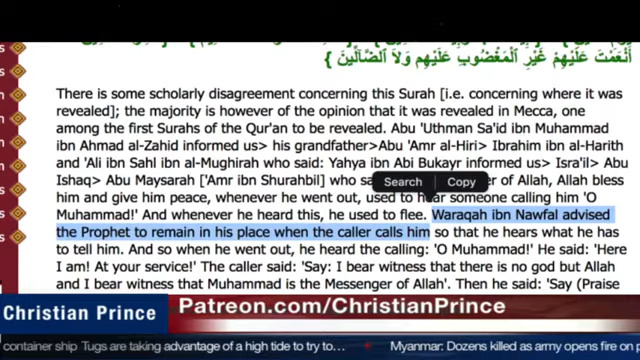 أَنْعَمْتَ عَلَيْهِمْ غَيْرِ ٱلْمَغْضُوبِ عَلَيْهِم وَلاَ ٱلضَّآلِّينَ }
There is some scholarly disagreement concerning this Surah [i.e. concerning where it was
revealed]; the majority is however of the opinion that it was revealed in Mecca, one
among the first Surahs of the Qur'an to be revealed. Abu 'Uthman Sa'id ibn Muhammad
ibn Ahmad al-Zahid informed us> his grandfather>Abu 'Amr al-Hiri> Ibrahim ibn al-Harith
and 'Ali ibn Sahl ibn al-Mughirah who said: Yahya ibn Abi Bukayr informed us> Isra'il> Abu
Ishaq> Abu Maysarah ['Amr ibn Shurahbil] who sa er of Allah, Allah bless
Search Copy
him and give him peace, whenever he went out, used to hear someone calling him 'O
Muhammad!' And whenever he heard this, he used to flee. Waraqah ibn Nawfal advised
the Prophet to remain in his place when the caller calls him so that he hears what he has
to tell him. And so when he went out, he heard the calling: 'O Muhammad!' He said: 'Here
I am! At your service!' The caller said: 'Say: I bear witness that there is no god but Allah
and I bear witness that Muhammad is the Messenger of Allah'. Then he said: 'Say (Praise
Christian Prince
Patreon.com/ChristianPrince
container ship Tugs are taking advantage of a high tide to try to… Myanmar: Dozens killed as army opens fire on p